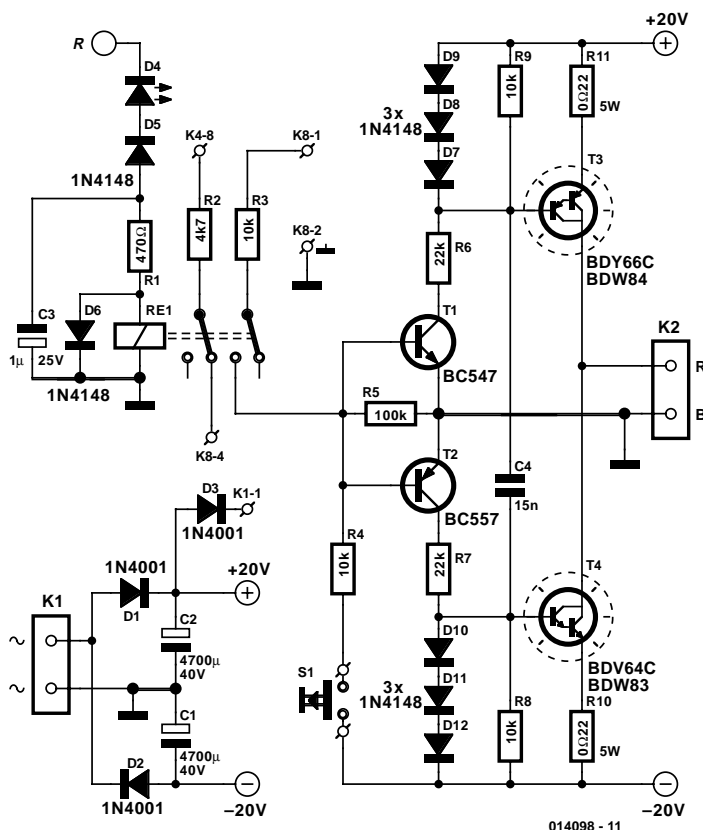 +20V
R
D4
D9
R9
R11
10k
0Ω22
5W
D8
3x
1N4148
D5
K4-8
K8-1
D7
T3
1N4148
R2
R3
4k7
10k
470Ω
K8-2
R6
22k
BDY66C
BDW84
R1
C3
D6
RE1
T1
K2
1µ
25V
BC547
R
1N4148
R5
100k
B
K8-4
T2
C4
15n
D3
K1-1
BC557
1N4001
R4
10k
R7
22k
1N4001
+20V
T4
K1
D1
C2
~
4700µ
40V
D10
BDV64C
BDW83
S1
3x
1N4148
D11
R8
10k
R10
0Ω22
5W
~
C1
4700µ
40V
D12
D2
1N4001
–20V
–20V
014098 - 11